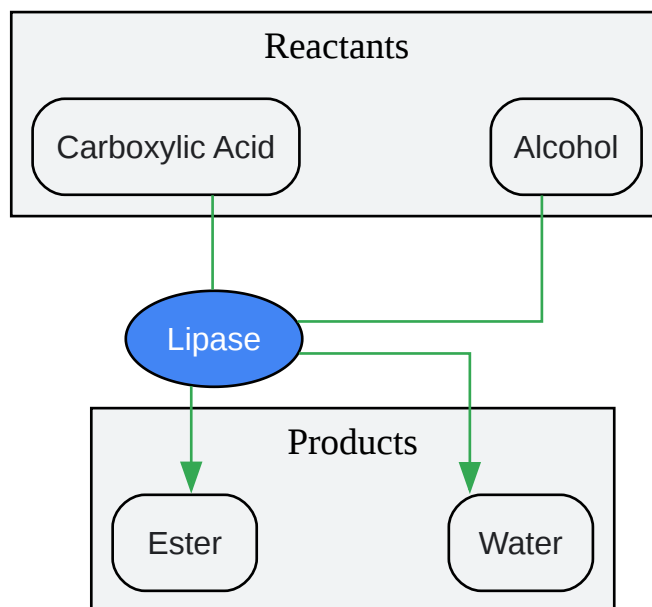 Reactants
Carboxylic Acid
Alcohol
Lipase
Products
Ester
Water